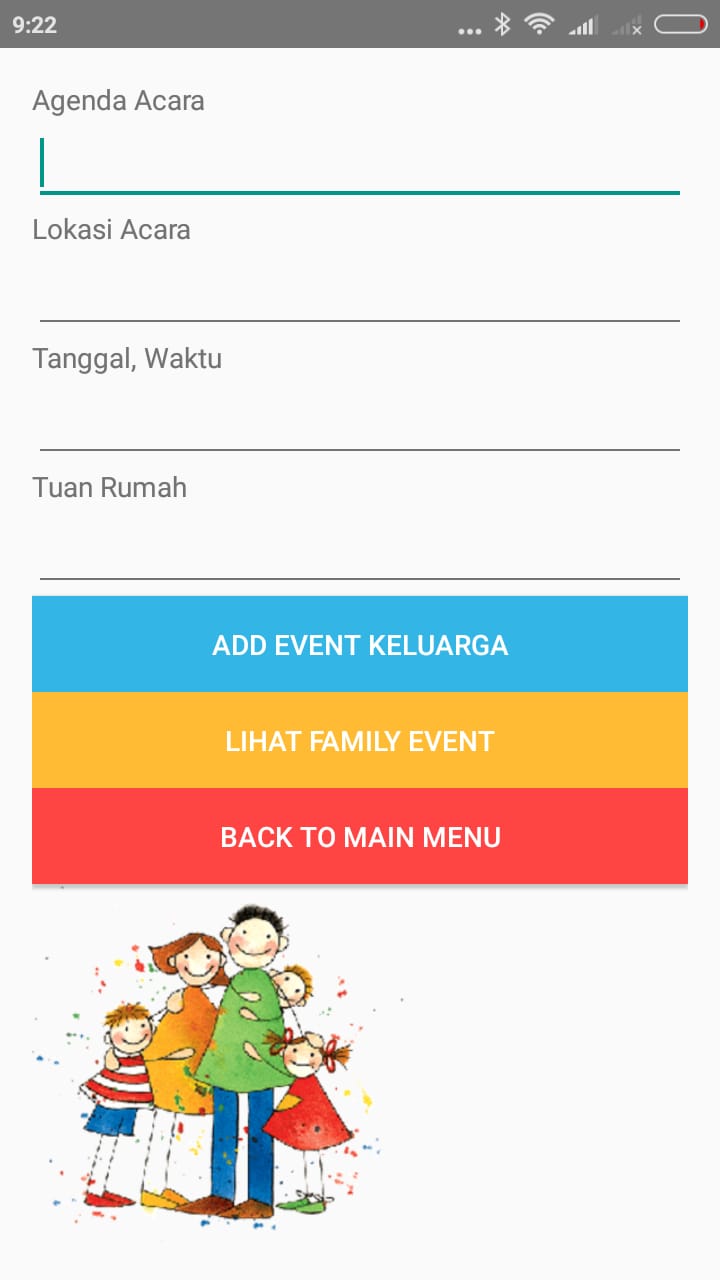 9:22
Agenda Acara
Lokasi Acara
Tanggal, Waktu
Tuan Rumah
ADD EVENT KELUARGA
LIHAT FAMILY EVENT
BACK TO MAIN MENU